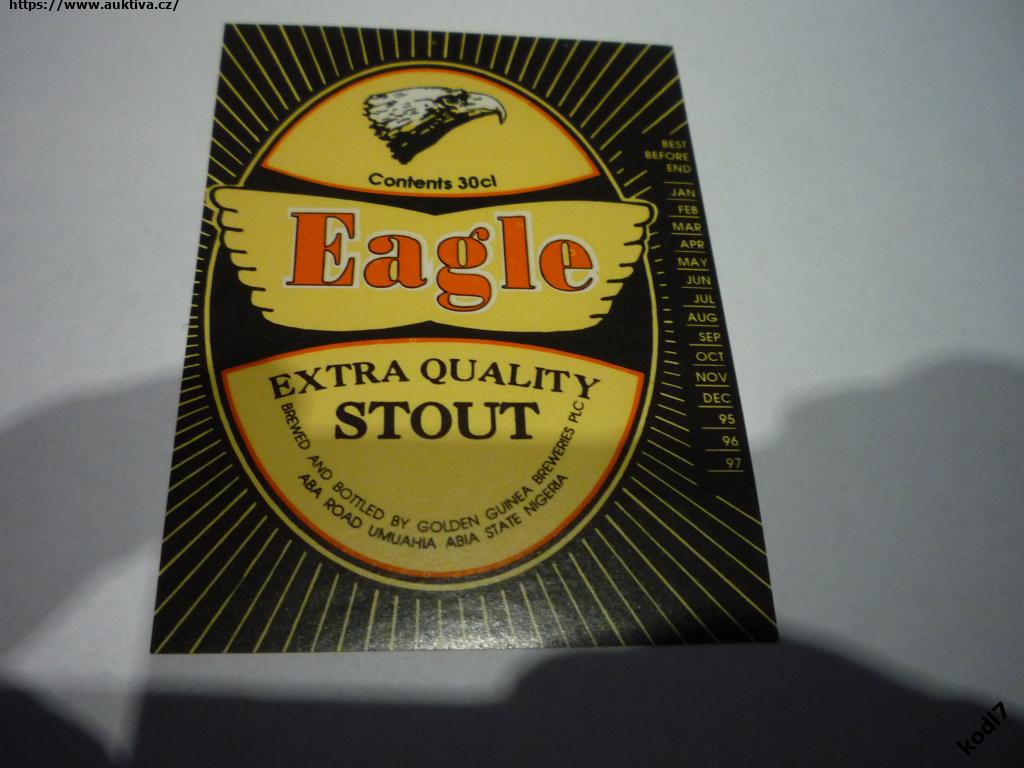 https://www.auktiva.cz/
Contents 30cl
Eagle
EXTRA QUALITY
STOUT
BREWED AND BOTTLED BY GOLDEN GUINEA BREWERIES PLC
ABA ROAD UMUAHIA ABIA STATE NIGERIA
BEST
BEFORE
END
JAN
FEB
MAR
APR
MAY
JUN
JUL
AUG
SEP
OCT
NOV
DEC
95
96
97
kodl7